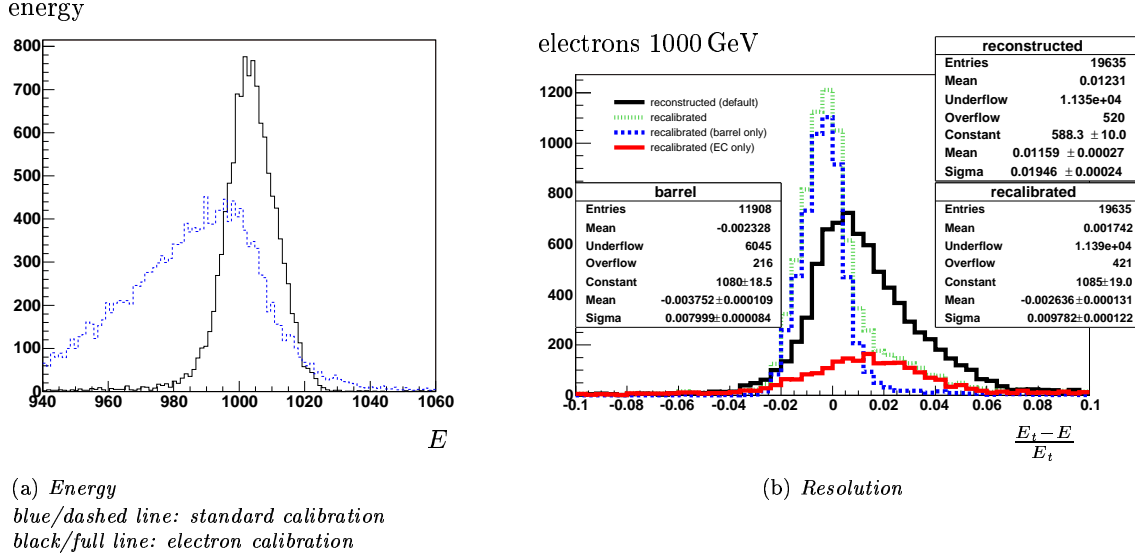 energy
800
700
600
500
400
300
200
100
0
940 960 980 1000 1020 1040 1060
E
(a) Energy
blue/dashed line: standard calibration
black/full line: electron calibration
electrons 1000 GeV
1200
1000
800
600
400
200
0
-0.1 -0.08 -0.06 -0.04 -0.02 0 0.02 0.04 0.06 0.08 0.1
reconstructed (default)
recalibrated
recalibrated (barrel only)
recalibrated (EC only)
reconstructed
Entries 19635
Mean 0.01231
Underflow 1.135e+04
Overflow 520
Constant 588.3 ±10.0
Mean 0.01159 ±0.00027
Sigma 0.01946 ±0.00024
barrel
Entries 11908
Mean -0.002328
Underflow 6045
Overflow 216
Constant 1080±18.5
Mean -0.003752±0.000109
Sigma 0.007999±0.000084
recalibrated
Entries 19635
Mean 0.001742
Underflow 1.139e+04
Overflow 421
Constant 1085±19.0
Mean -0.002636±0.000131
Sigma 0.009782±0.000122
E_t − E
E_t
(b) Resolution